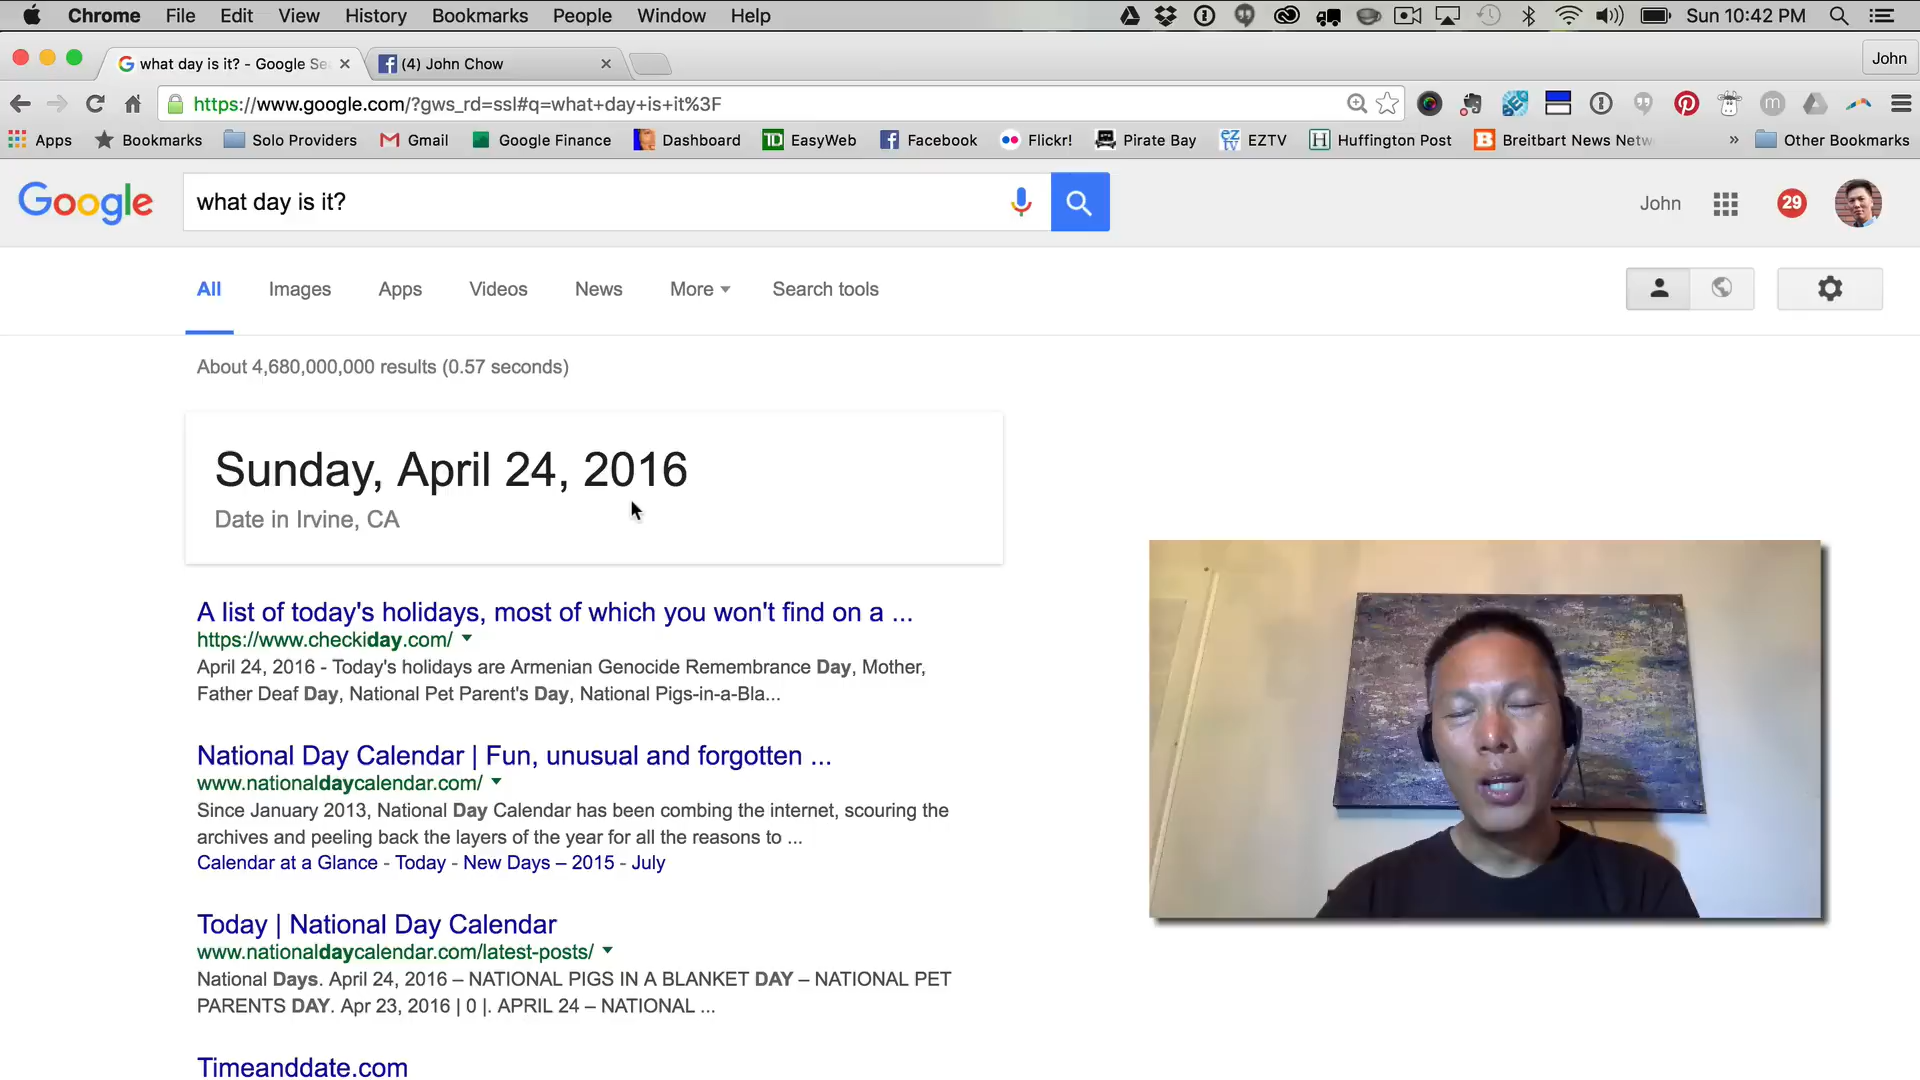 Chrome File Edit View History Bookmarks People Window Help Sun 10:42 PM
what day is it? - Google Se (4) John Chow John
https://www.google.com/?gws_rd=ssl#q=what+day+is+it%3F
Apps Bookmarks Solo Providers Gmail Google Finance Dashboard TD EasyWeb Facebook Flickr! Pirate Bay EZTV Huffington Post Breitbart News Netw » Other Bookmarks
Google what day is it? John 29
All Images Apps Videos News More Search tools
About 4,680,000,000 results (0.57 seconds)
Sunday, April 24, 2016
Date in Irvine, CA
A list of today's holidays, most of which you won't find on a ...
https://www.checkiday.com/
April 24, 2016 - Today's holidays are Armenian Genocide Remembrance Day, Mother,
Father Deaf Day, National Pet Parent's Day, National Pigs-in-a-Bla...
National Day Calendar | Fun, unusual and forgotten ...
www.nationaldaycalendar.com/
Since January 2013, National Day Calendar has been combing the internet, scouring the
archives and peeling back the layers of the year for all the reasons to ...
Calendar at a Glance - Today - New Days – 2015 - July
Today | National Day Calendar
www.nationaldaycalendar.com/latest-posts/
National Days. April 24, 2016 – NATIONAL PIGS IN A BLANKET DAY – NATIONAL PET
PARENTS DAY. Apr 23, 2016 | 0 |. APRIL 24 – NATIONAL ...
Timeanddate.com